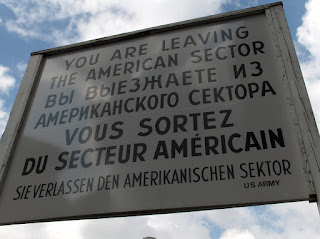 YOU ARE LEAVING
THE AMERICAN SECTOR
ВЫ ВЫЕЗЖАЕТЕ ИЗ
АМЕРИКАНСКОГО СЕКТОРА
VOUS SORTEZ
DU SECTEUR AMÉRICAIN
SIE VERLASSEN DEN AMERIKANISCHEN SEKTOR
US ARMY